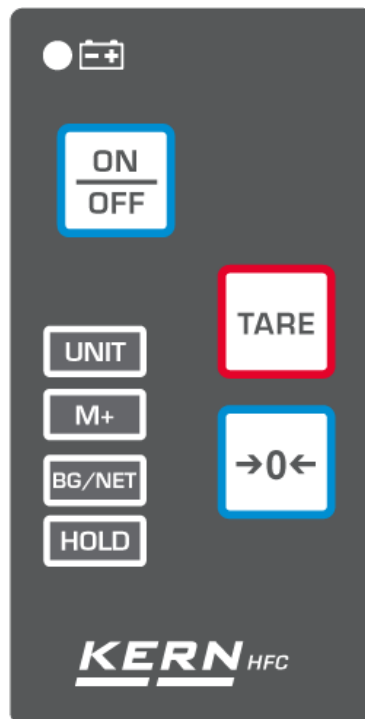 ON
OFF
TARE
UNIT
M+
→0←
BG/NET
HOLD
KERN HFC